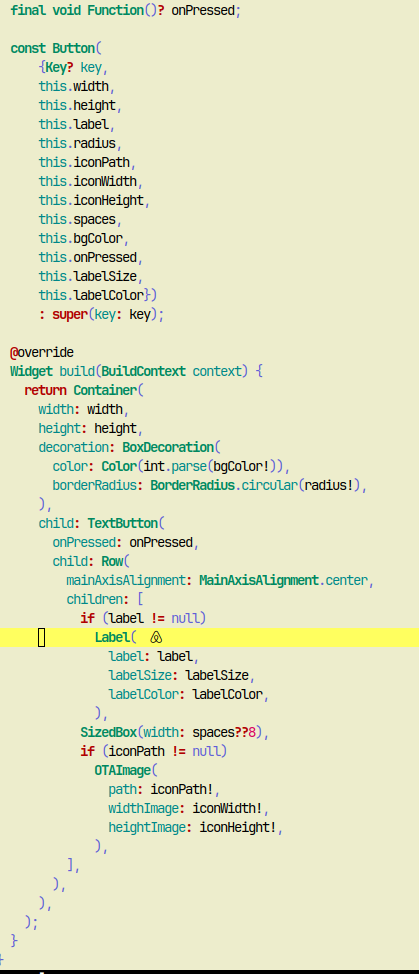 final void Function()? onPressed;
const Button(
{Key? key,
this.width,
this.height,
this.label,
this.radius,
this.iconPath,
this.iconWidth,
this.iconHeight,
this.spaces,
this.bgColor,
this.onPressed,
this.labelSize,
this.labelColor})
: super(key: key);
@override
Widget build(BuildContext context) {
return Container(
width: width,
height: height,
decoration: BoxDecoration(
color: Color(int.parse(bgColor!)),
borderRadius: BorderRadius.circular(radius!),
),
child: TextButton(
onPressed: onPressed,
child: Row(
mainAxisAlignment: MainAxisAlignment.center,
children: [
if (label != null)
Label(
label: label,
labelSize: labelSize,
labelColor: labelColor,
),
SizedBox(width: spaces??8),
if (iconPath != null)
OTAImage(
path: iconPath!,
widthImage: iconWidth!,
heightImage: iconHeight!,
),
],
),
),
);
}
}